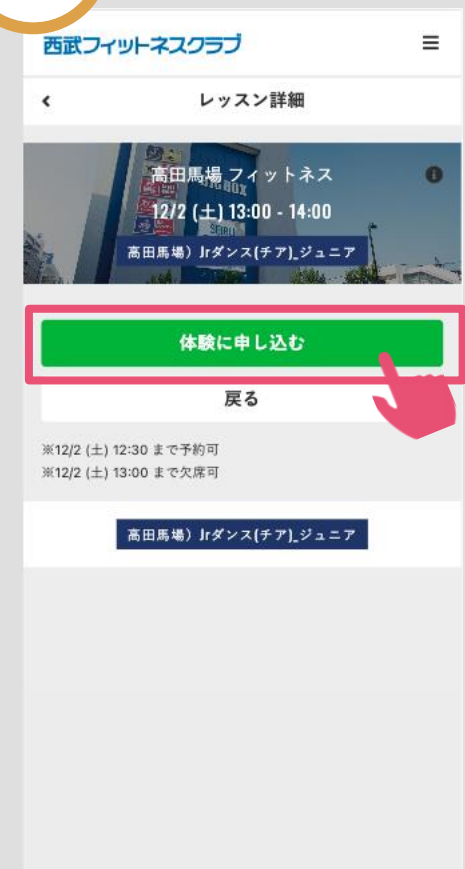 西武フィットネスクラブ
レッスン詳細
高田馬場 フィットネス
12/2 (土) 13:00 - 14:00
高田馬場）Jrダンス(チア)_ジュニア
体験に申し込む
戻る
※12/2 (土) 12:30 まで予約可
※12/2 (土) 13:00 まで欠席可
高田馬場）Jrダンス(チア)_ジュニア